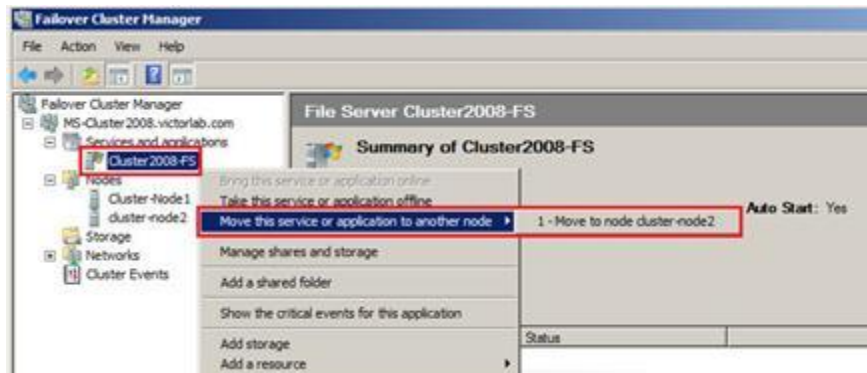 Failover Cluster Manager
File Action View Help
Failover Cluster Manager
MS-Cluster2008.victorlab.com
Services and applications
Cluster2008-FS
Nodes
Cluster-Node1
cluster-node2
Storage
Networks
Cluster Events
File Server Cluster2008-FS
Summary of Cluster2008-FS
Auto Start: Yes
Bring this service or application online
Take this service or application offline
Move this service or application to another node
1 - Move to node cluster-node2
Manage shares and storage
Add a shared folder
Show the critical events for this application
Add storage
Add a resource
Status